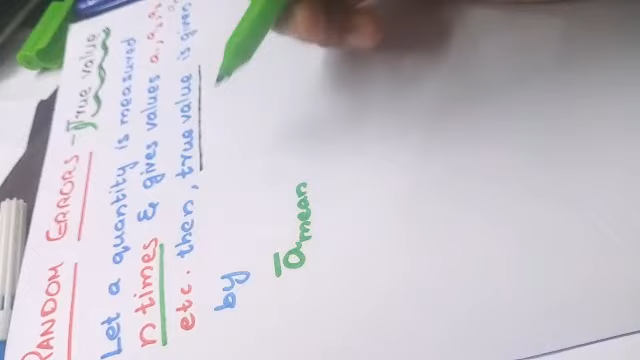 RANDOM ERRORS - True value
Let a quantity is measured
n times & gives values a,
etc. then, true value is given
by
ā mean